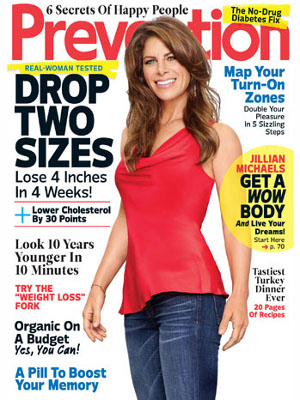 6 Secrets Of Happy People
The No-Drug
Diabetes Fix
Prevention
REAL-WOMAN TESTED
DROP
TWO
SIZES
Lose 4 Inches
In 4 Weeks!
+ Lower Cholesterol
By 30 Points
Look 10 Years
Younger In
10 Minutes
TRY THE
"WEIGHT LOSS"
FORK
Organic On
A Budget
Yes, You Can!
A Pill To Boost
Your Memory
Map Your
Turn-On
Zones
Double Your
Pleasure
In 5 Sizzling
Steps
JILLIAN
MICHAELS
GET A
WOW
BODY
And Live Your
Dreams!
Start Here
→ p. 70
Tastiest
Turkey
Dinner
Ever
20 Pages
Of Recipes